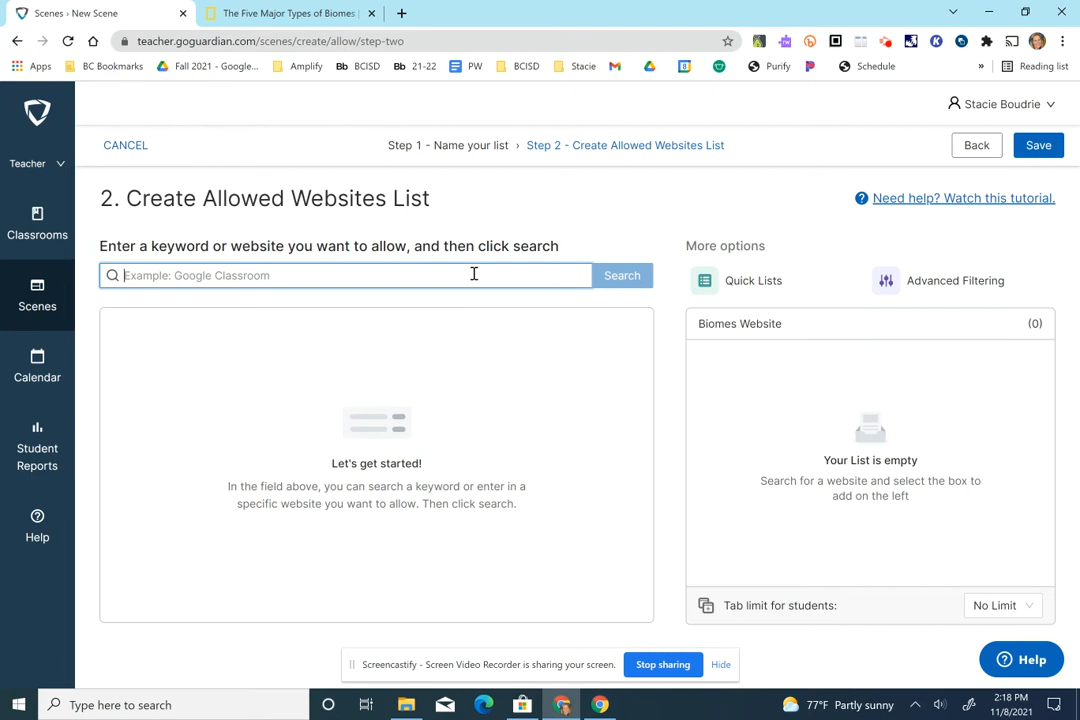 Scenes › New Scene
The Five Major Types of Biomes
teacher.goguardian.com/scenes/create/allow/step-two
Apps
BC Bookmarks
Fall 2021 - Google...
Amplify
Bb BCISD
Bb 21-22
PW
BCISD
Stacie
Purify
Schedule
»
Reading list
Stacie Boudrie
Teacher
Classrooms
Scenes
Calendar
Student
Reports
Help
CANCEL
Step 1 - Name your list › Step 2 - Create Allowed Websites List
Back
Save
2. Create Allowed Websites List
Need help? Watch this tutorial.
Enter a keyword or website you want to allow, and then click search
Example: Google Classroom
Search
Let's get started!
In the field above, you can search a keyword or enter in a
specific website you want to allow. Then click search.
More options
Quick Lists
Advanced Filtering
Biomes Website
(0)
Your List is empty
Search for a website and select the box to
add on the left
Tab limit for students:
No Limit
Screencastify - Screen Video Recorder is sharing your screen.
Stop sharing
Hide
Help
Type here to search
77°F Partly sunny
2:18 PM
11/8/2021